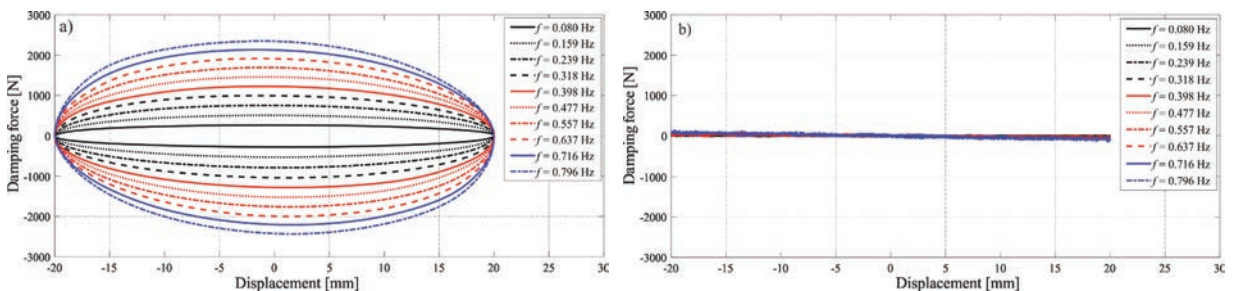 a)
3000
2000
1000
0
-1000
-2000
-3000
Damping force [N]
-20 -15 -10 -5 0 5 10 15 20 25 30
Displacement [mm]
f = 0.080 Hz
f = 0.159 Hz
f = 0.239 Hz
f = 0.318 Hz
f = 0.398 Hz
f = 0.477 Hz
f = 0.557 Hz
f = 0.637 Hz
f = 0.716 Hz
f = 0.796 Hz
b)
3000
2000
1000
0
-1000
-2000
-3000
Damping force [N]
-20 -15 -10 -5 0 5 10 15 20 25 30
Displacement [mm]
f = 0.080 Hz
f = 0.159 Hz
f = 0.239 Hz
f = 0.318 Hz
f = 0.398 Hz
f = 0.477 Hz
f = 0.557 Hz
f = 0.637 Hz
f = 0.716 Hz
f = 0.796 Hz